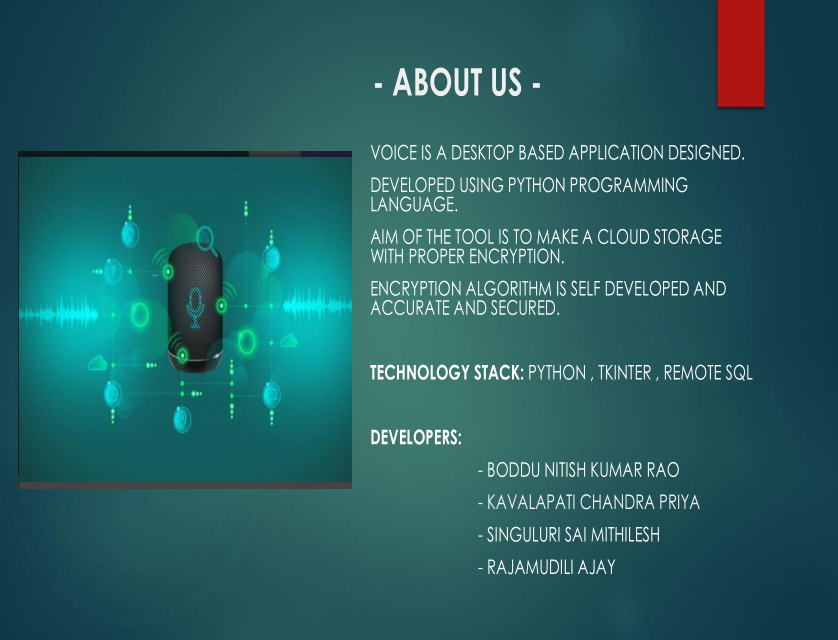 - ABOUT US -
VOICE IS A DESKTOP BASED APPLICATION DESIGNED.
DEVELOPED USING PYTHON PROGRAMMING
LANGUAGE.
AIM OF THE TOOL IS TO MAKE A CLOUD STORAGE
WITH PROPER ENCRYPTION.
ENCRYPTION ALGORITHM IS SELF DEVELOPED AND
ACCURATE AND SECURED.
TECHNOLOGY STACK: PYTHON , TKINTER , REMOTE SQL
DEVELOPERS:
- BODDU NITISH KUMAR RAO
- KAVALAPATI CHANDRA PRIYA
- SINGULURI SAI MITHILESH
- RAJAMUDILI AJAY